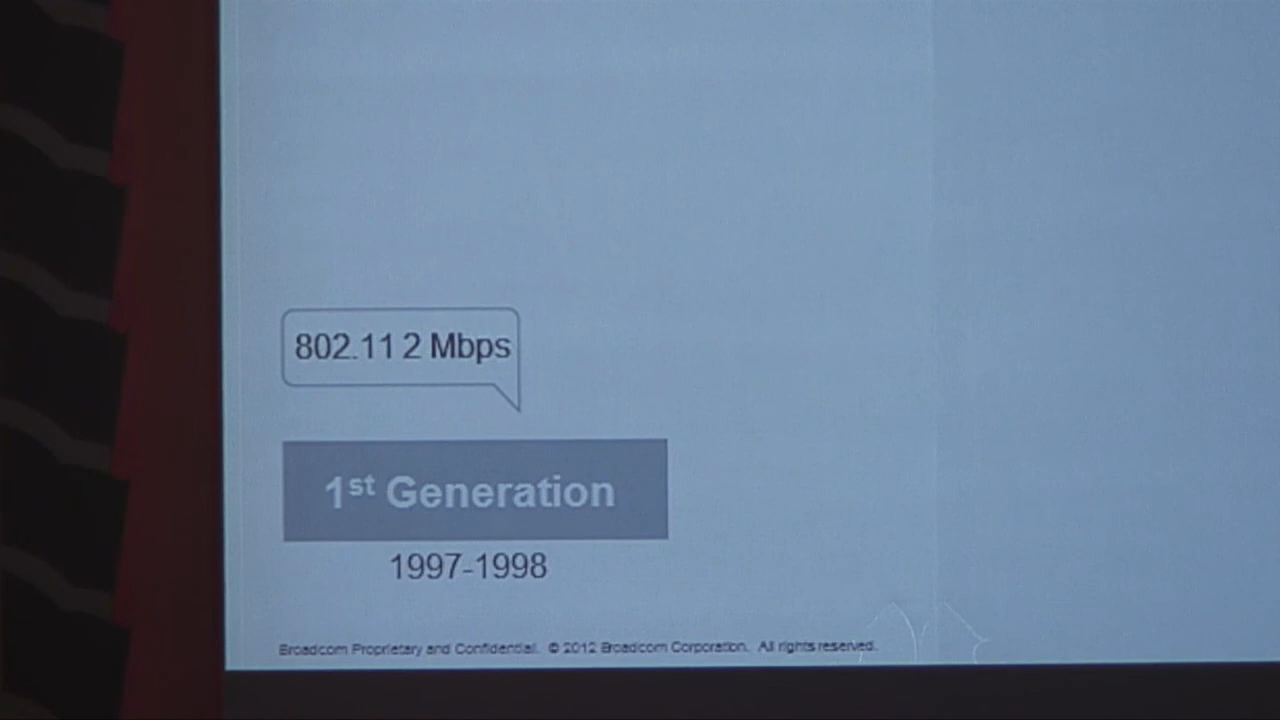 802.11 2 Mbps
1st Generation
1997-1998
Broadcom Proprietary and Confidential. © 2012 Broadcom Corporation. All rights reserved.